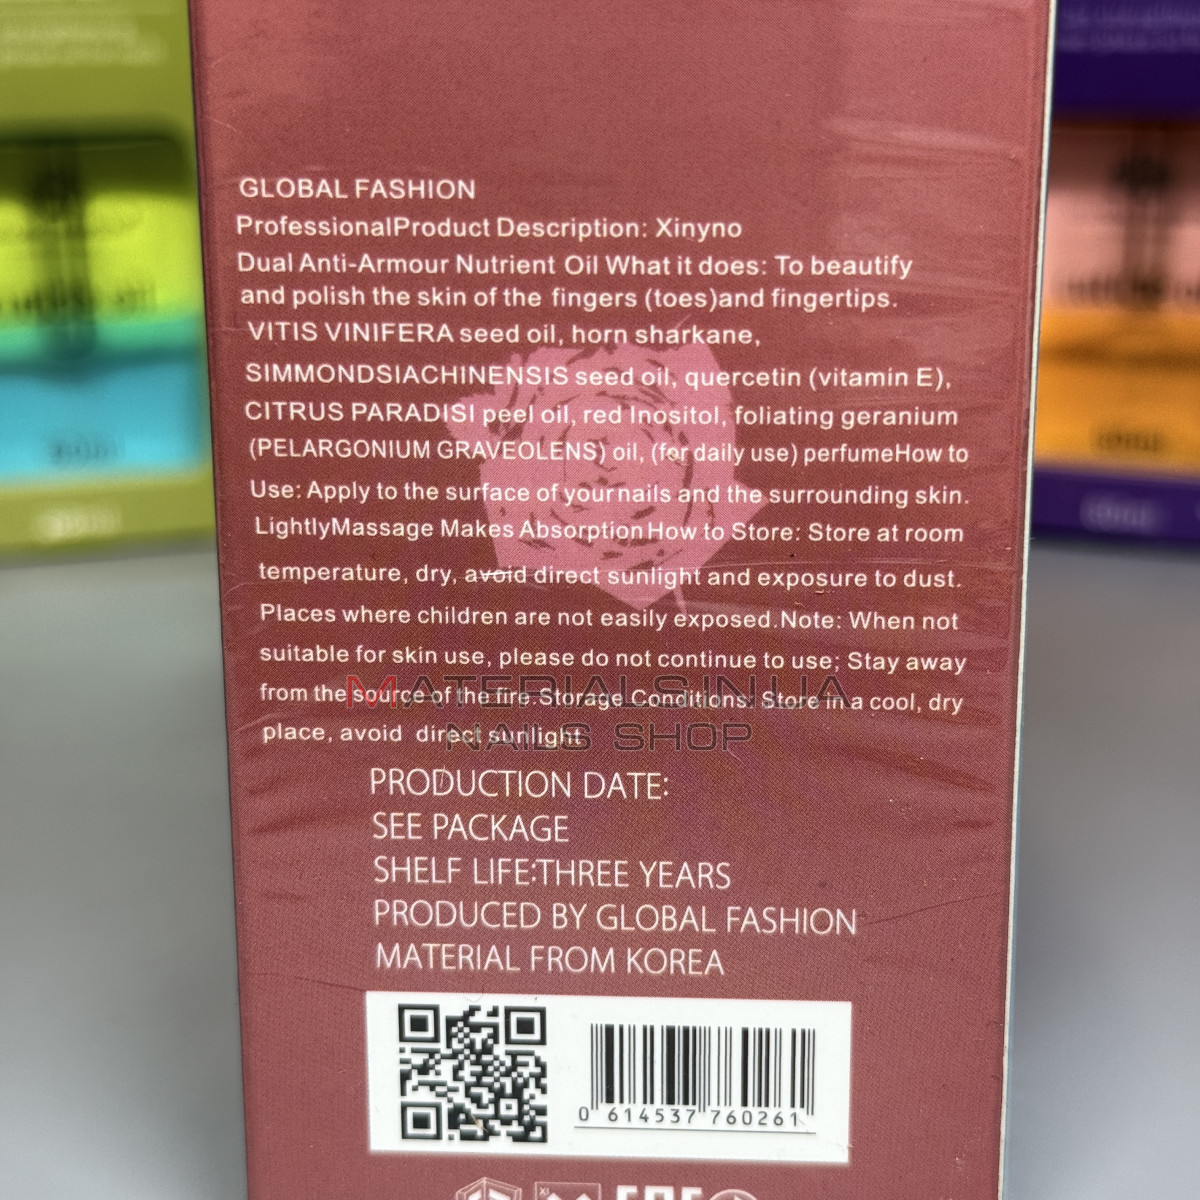 GLOBAL FASHION
ProfessionalProduct Description: Xinyno
Dual Anti-Armour Nutrient Oil What it does: To beautify
and polish the skin of the fingers (toes)and fingertips.
VITIS VINIFERA seed oil, horn sharkane,
SIMMONDSIACHINENSIS seed oil, quercetin (vitamin E),
CITRUS PARADISI peel oil, red Inositol, foliating geranium
(PELARGONIUM GRAVEOLENS) oil, (for daily use) perfumeHow to
Use: Apply to the surface of your nails and the surrounding skin.
LightlyMassage Makes Absorption How to Store: Store at room
temperature, dry, avoid direct sunlight and exposure to dust.
Places where children are not easily exposed.Note: When not
suitable for skin use, please do not continue to use; Stay away
from the source of the fire.Storage Conditions: Store in a cool, dry
place, avoid direct sunlight
MATERIALSIN.UA
NAILS SHOP
PRODUCTION DATE:
SEE PACKAGE
SHELF LIFE:THREE YEARS
PRODUCED BY GLOBAL FASHION
MATERIAL FROM KOREA
0 614537 760261